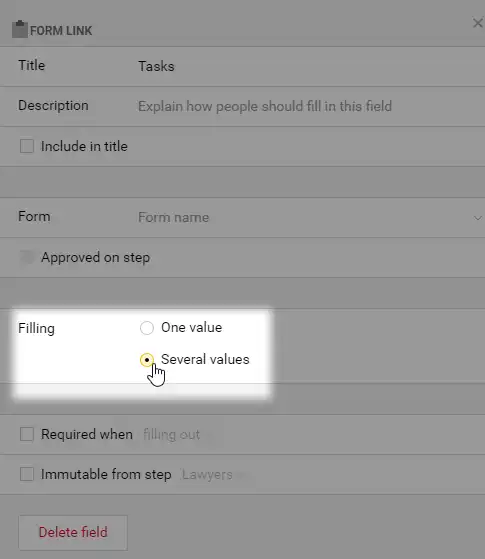 FORM LINK
Title Tasks
Description Explain how people should fill in this field
Include in title
Form Form name
Approved on step
Filling One value
Several values
Required when filling out
Immutable from step Lawyers
Delete field